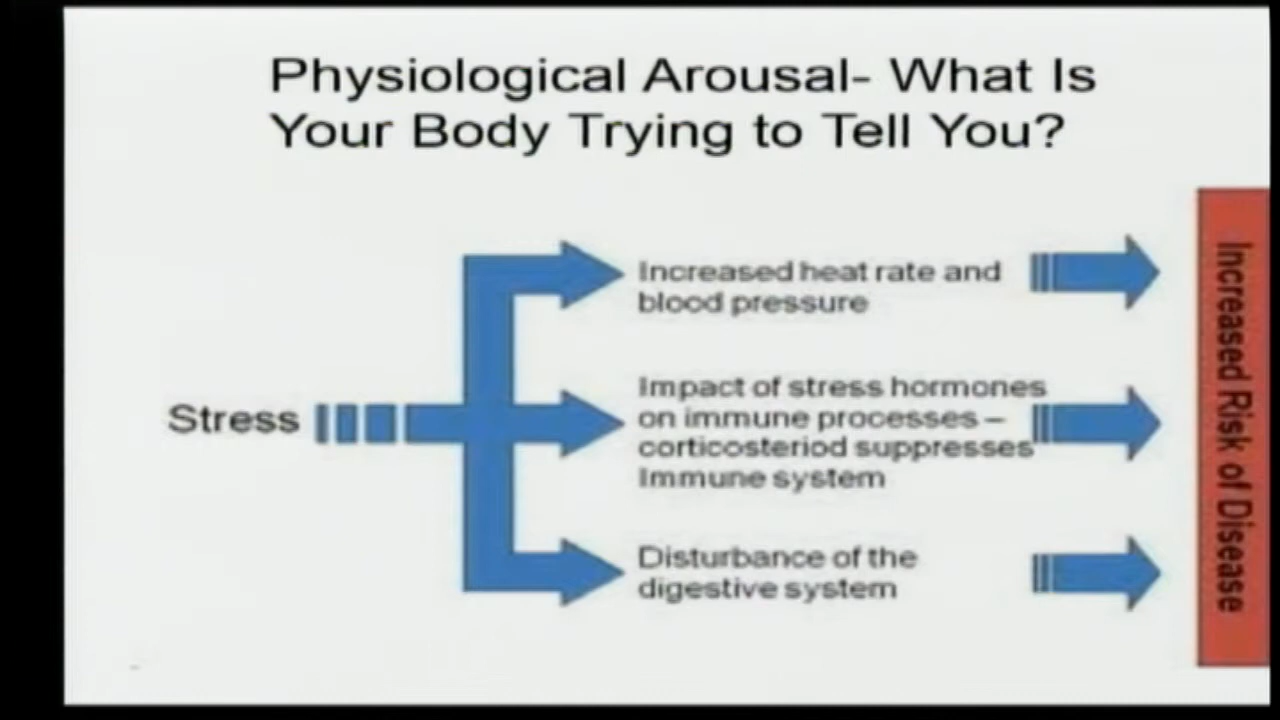 Physiological Arousal- What Is
Your Body Trying to Tell You?
Increased heat rate and
blood pressure
Stress
Impact of stress hormones
on immune processes –
corticosteriod suppresses
Immune system
Disturbance of the
digestive system
Increased Risk of Disease